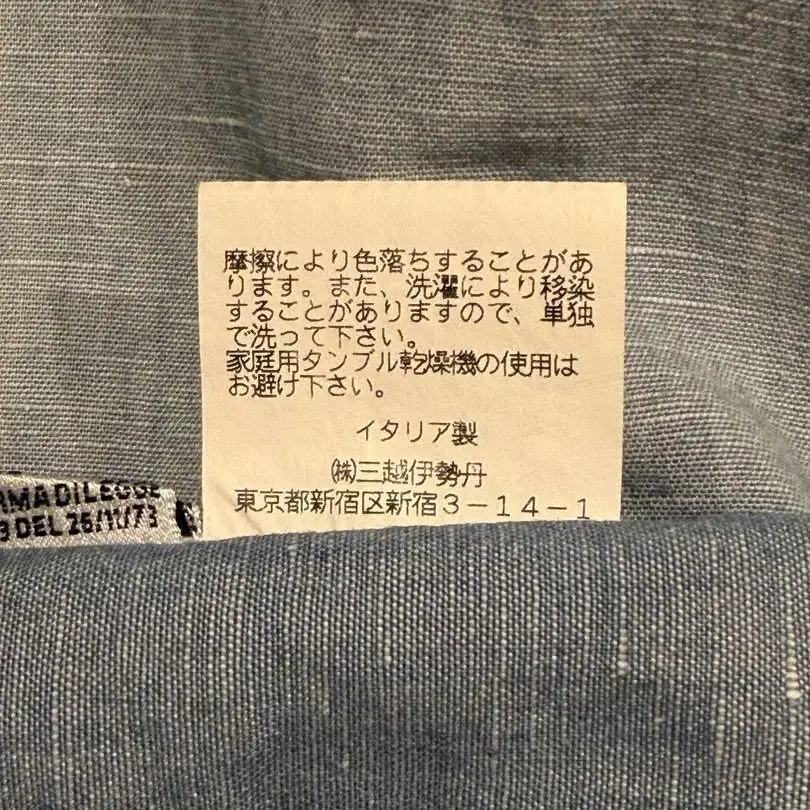 摩擦により色落ちすることがあ
ります。また、洗濯により移染
することがありますので、単独
で洗って下さい。
家庭用タンブル乾燥機の使用は
お避け下さい。
イタリア製
㈱三越伊勢丹
東京都新宿区新宿3-14-1
RMA DI LEGGE
DEL 26/11/73